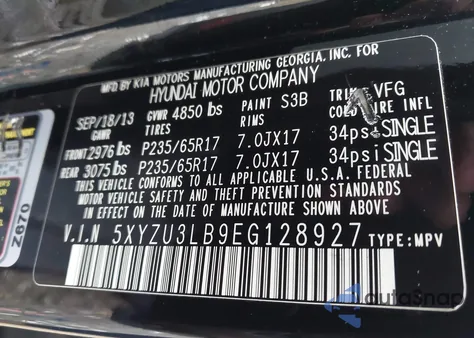 MFD. BY KIA MOTORS MANUFACTURING GEORGIA, INC. FOR
HYUNDAI MOTOR COMPANY
SEP/18/13 GVWR 4850 lbs PAINT S3B TRIM VFG
GAWR TIRES RIMS COLD TIRE INFL
FRONT 2976 lbs P235/65R17 7.0JX17 34psi SINGLE
REAR 3075 lbs P235/65R17 7.0JX17 34psi SINGLE
THIS VEHICLE CONFORMS TO ALL APPLICABLE U.S.A. FEDERAL
MOTOR VEHICLE SAFETY AND THEFT PREVENTION STANDARDS
IN EFFECT ON THE DATE OF MANUFACTURE SHOWN ABOVE.
V.I.N 5XYZU3LB9EG128927 TYPE:MPV
Z670
autoSnap